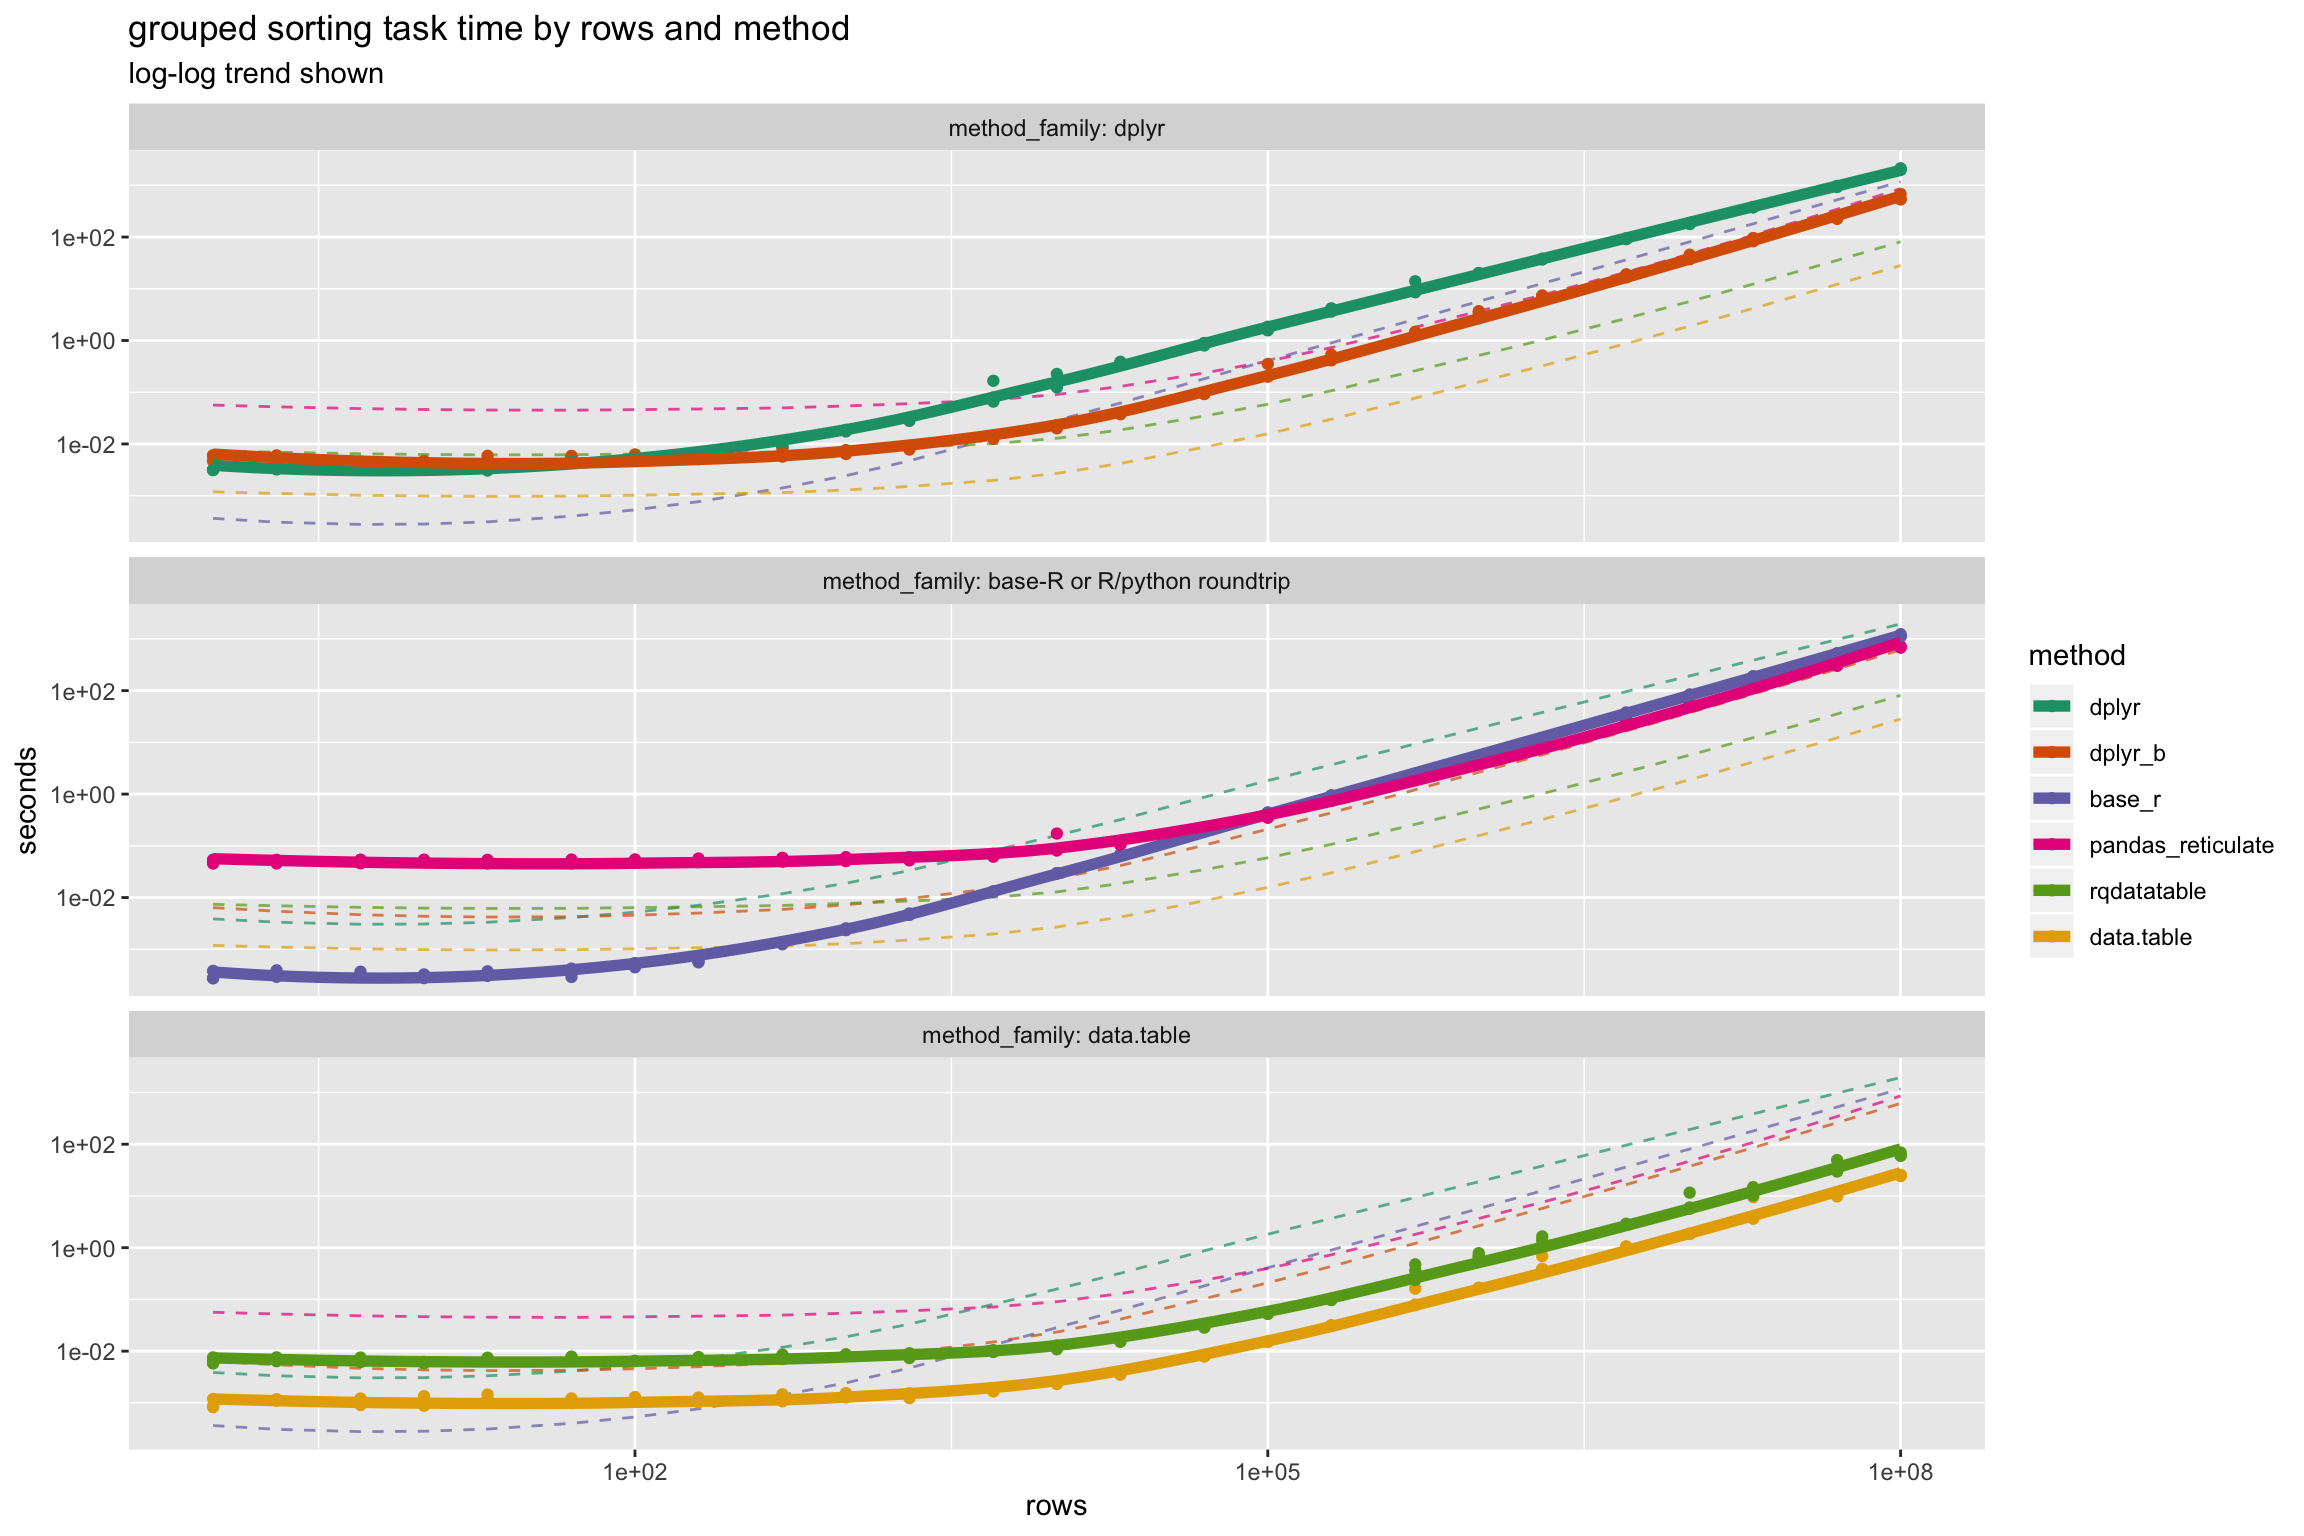 grouped sorting task time by rows and method
log-log trend shown
method_family: dplyr
1e+02
1e+00
1e-02
method_family: base-R or R/python roundtrip
1e+02
1e+00
1e-02
method_family: data.table
1e+02
1e+00
1e-02
1e+02
1e+05
1e+08
rows
seconds
method
dplyr
dplyr_b
base_r
pandas_reticulate
rqdatatable
data.table